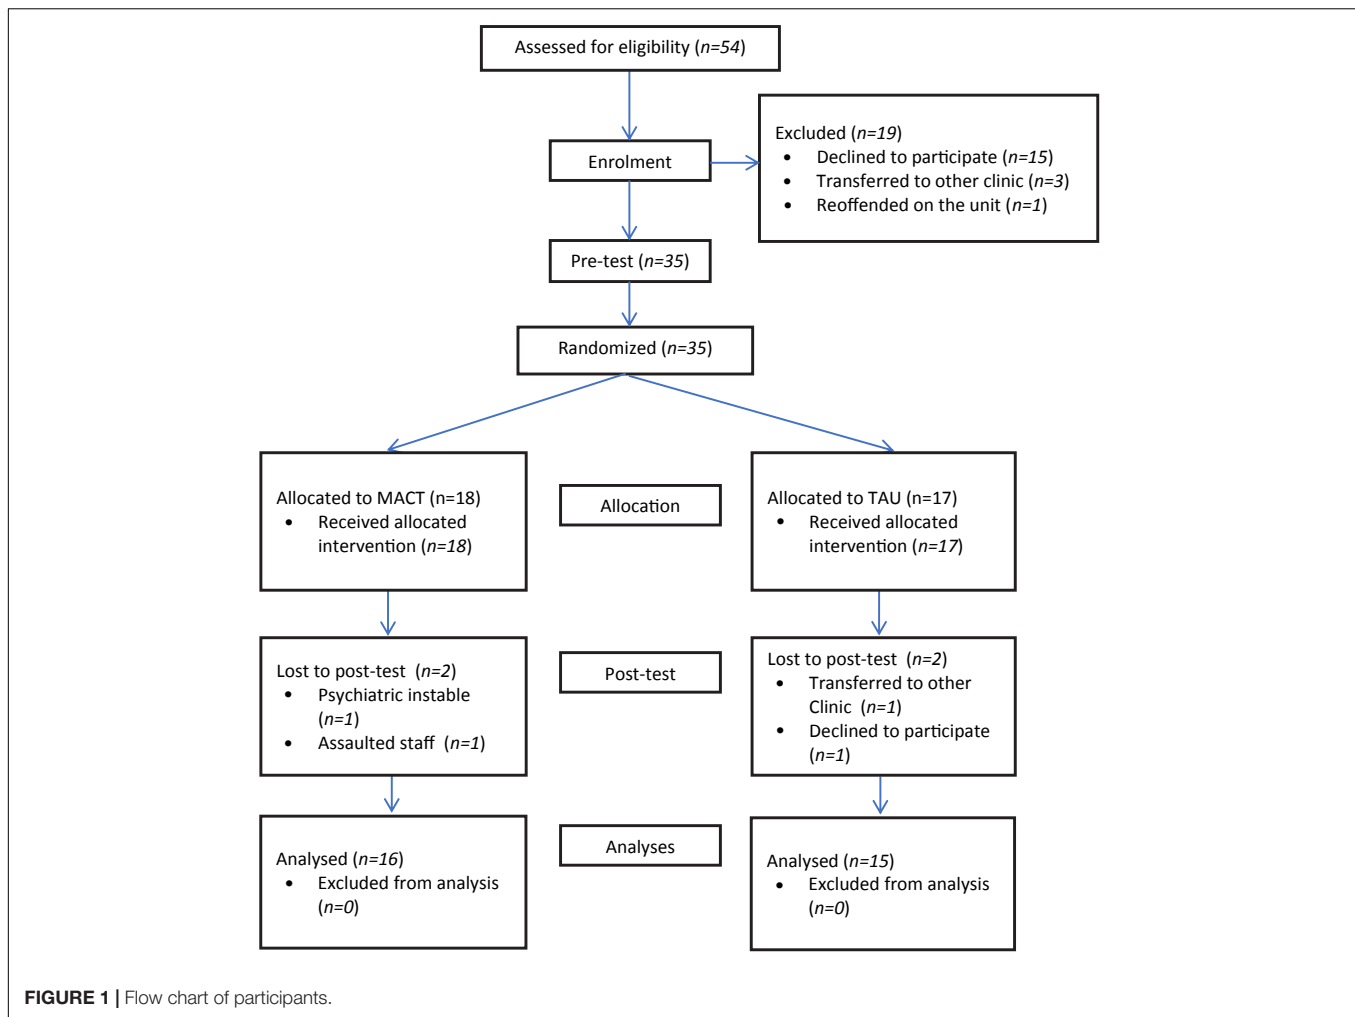 Assessed for eligibility (n=54)
Enrolment
Excluded (n=19)
• Declined to participate (n=15)
• Transferred to other clinic (n=3)
• Reoffended on the unit (n=1)
Pre-test (n=35)
Randomized (n=35)
Allocated to MACT (n=18)
• Received allocated
intervention (n=18)
Allocation
Allocated to TAU (n=17)
• Received allocated
intervention (n=17)
Lost to post-test (n=2)
• Psychiatric instable
(n=1)
• Assaulted staff (n=1)
Post-test
Lost to post-test (n=2)
• Transferred to other
Clinic (n=1)
• Declined to participate
(n=1)
Analysed (n=16)
• Excluded from analysis
(n=0)
Analyses
Analysed (n=15)
• Excluded from analysis
(n=0)
FIGURE 1 | Flow chart of participants.